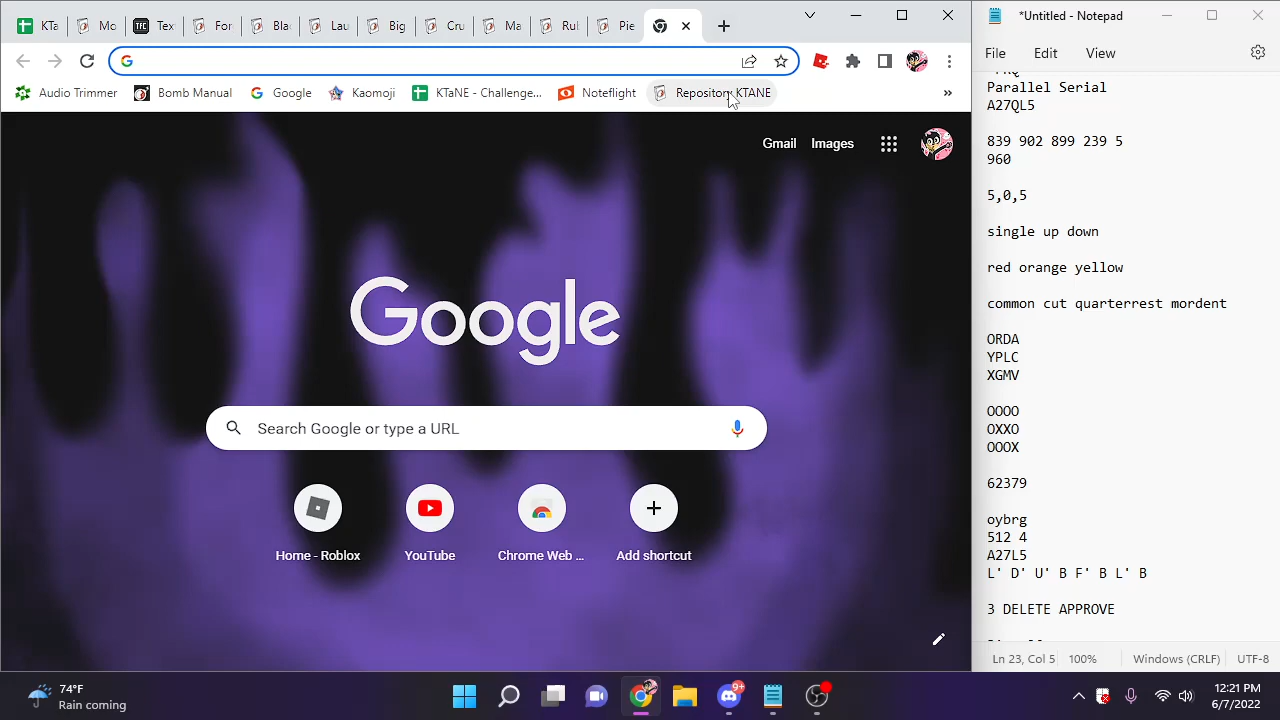 KTa
Mo
Tex
For
Bl
Lau
Big
Cru
Ma
Rul
Pie
*Untitled - Notepad
File Edit View
Audio Trimmer
Bomb Manual
Google
Kaomoji
KTaNE - Challenge...
Noteflight
Repository KTANE
»
Gmail
Images
Google
Search Google or type a URL
Home - Roblox
YouTube
Chrome Web ...
Add shortcut
Parallel Serial
A27QL5
839 902 899 239 5
960
5,0,5
single up down
red orange yellow
common cut quarterrest mordent
ORDA
YPLC
XGMV
OOOO
OXXO
OOOX
62379
oybrg
512 4
A27L5
L' D' U' B F' B L' B
3 DELETE APPROVE
Ln 23, Col 5
100%
Windows (CRLF)
UTF-8
74°F
Rain coming
9+
12:21 PM
6/7/2022